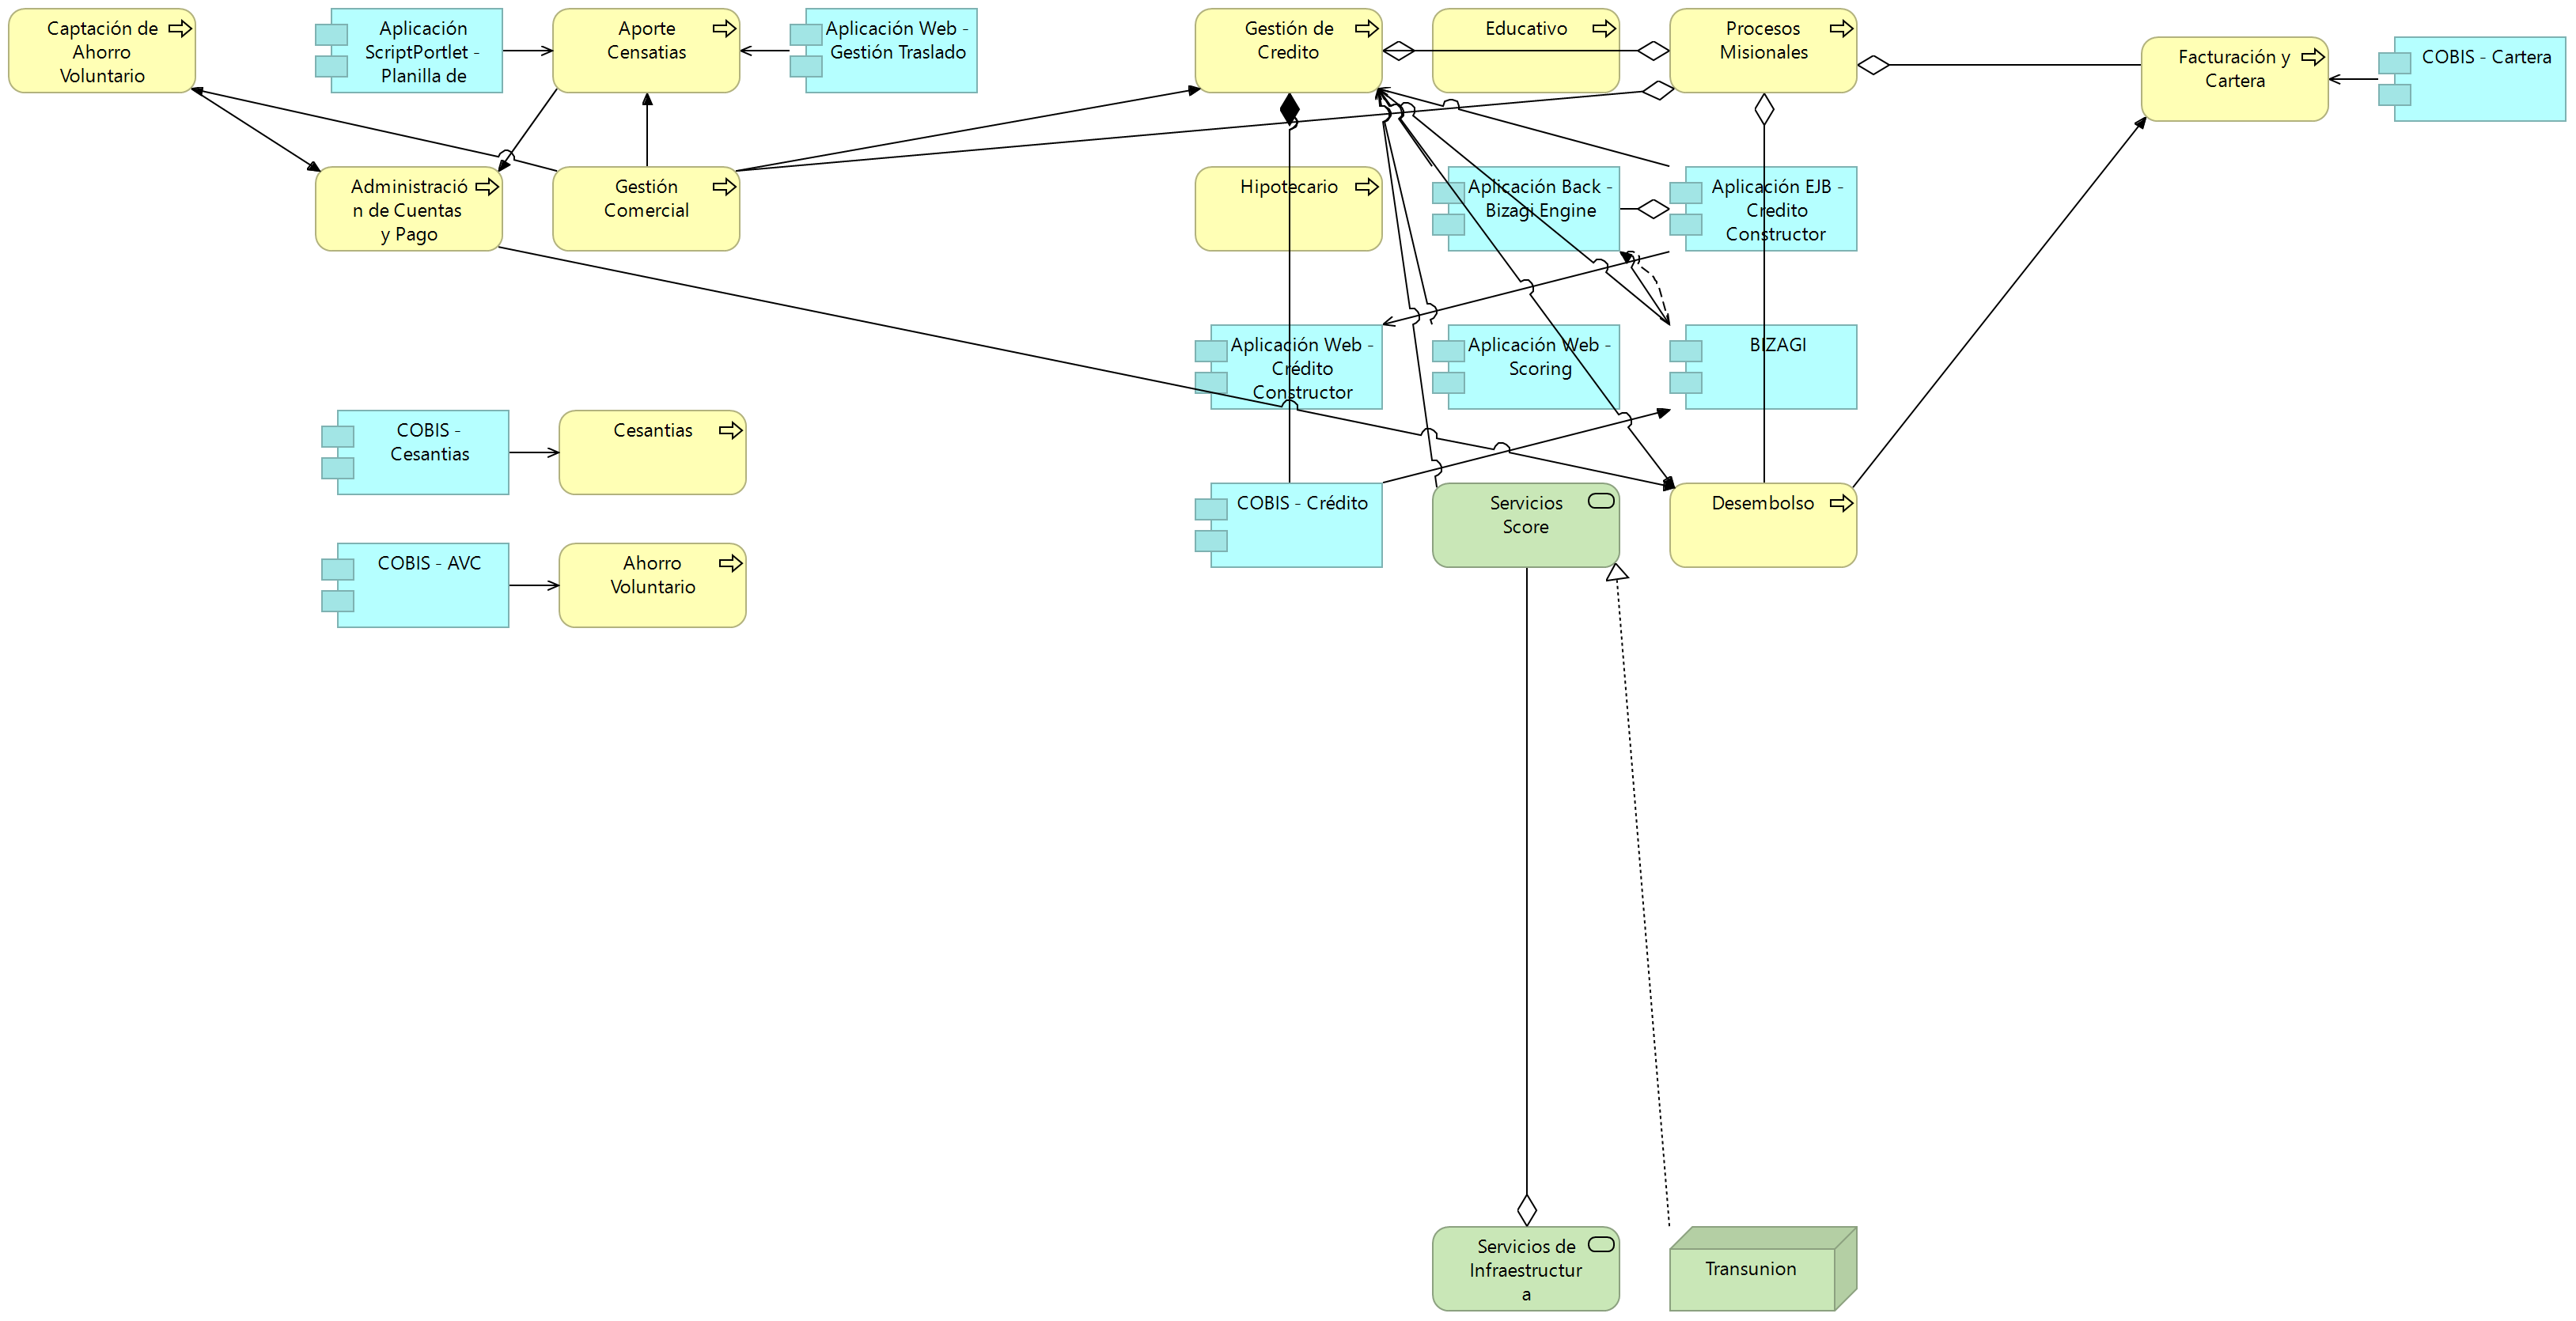 Captación de
Ahorro
Voluntario
Aplicación
ScriptPortlet -
Planilla de
Aporte
Censatias
Aplicación Web -
Gestión Traslado
Gestión de
Credito
Educativo
Procesos
Misionales
Facturación y
Cartera
COBIS - Cartera
Administració
n de Cuentas
y Pago
Gestión
Comercial
Hipotecario
Aplicación Back -
Bizagi Engine
Aplicación EJB -
Credito
Constructor
Aplicación Web -
Crédito
Constructor
Aplicación Web -
Scoring
BIZAGI
COBIS -
Cesantias
Cesantias
COBIS - Crédito
Servicios
Score
Desembolso
COBIS - AVC
Ahorro
Voluntario
Servicios de
Infraestructur
a
Transunion